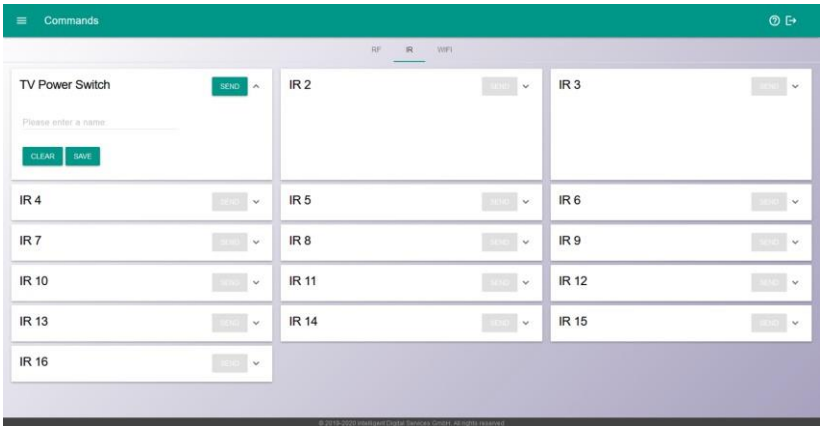 Commands
RF IR WIFI
TV Power Switch SEND
Please enter a name.
CLEAR SAVE
IR 2 SEND
IR 3 SEND
IR 4 SEND
IR 5 SEND
IR 6 SEND
IR 7 SEND
IR 8 SEND
IR 9 SEND
IR 10 SEND
IR 11 SEND
IR 12 SEND
IR 13 SEND
IR 14 SEND
IR 15 SEND
IR 16 SEND
© 2019-2020 Intelligent Digital Services GmbH. All rights reserved